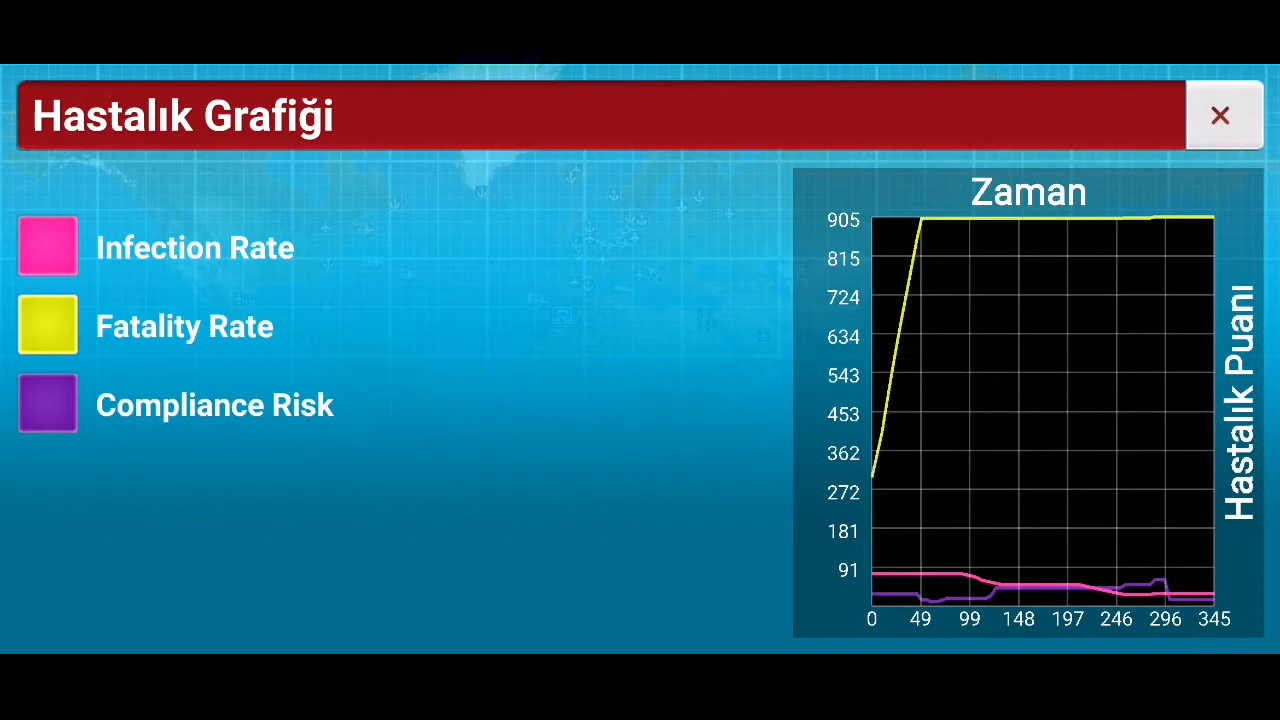 Hastalık Grafiği
×
Infection Rate
Fatality Rate
Compliance Risk
Zaman
905
815
724
634
543
453
362
272
181
91
0 49 99 148 197 246 296 345
Hastalık Puanı